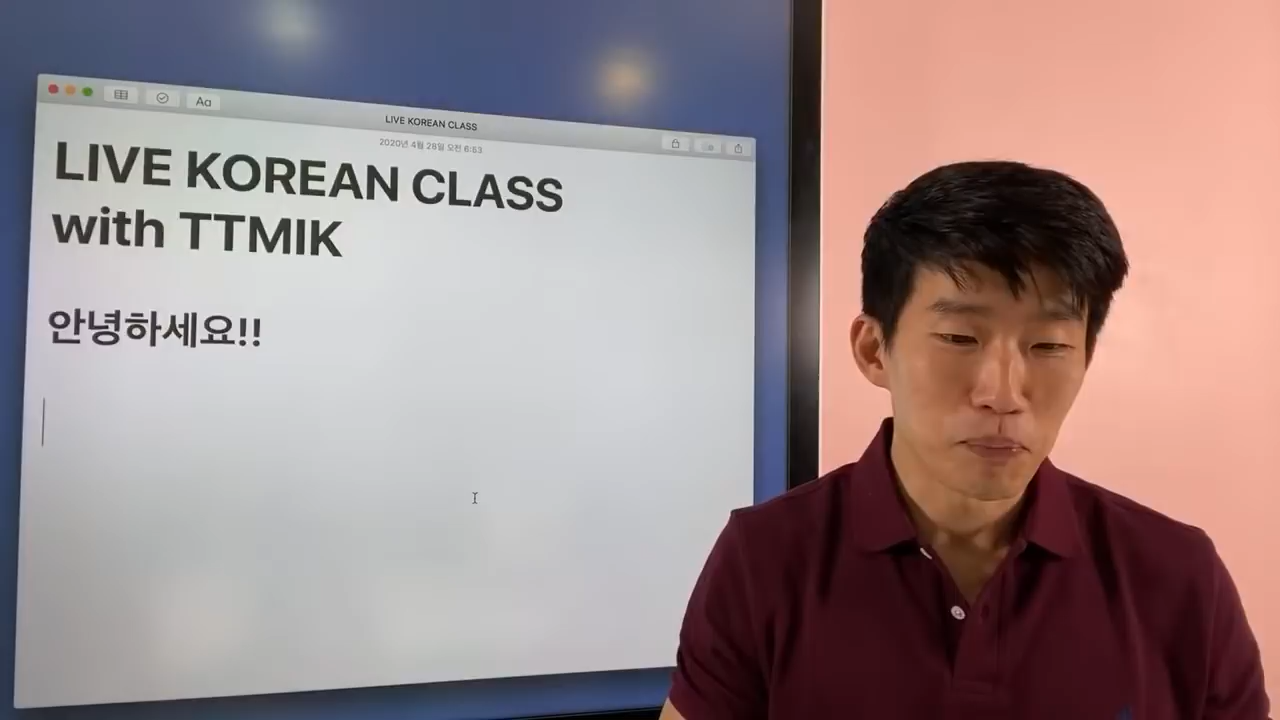 Aa
LIVE KOREAN CLASS
2020년 4월 28일 오전 6:53
LIVE KOREAN CLASS
with TTMIK
안녕하세요!!